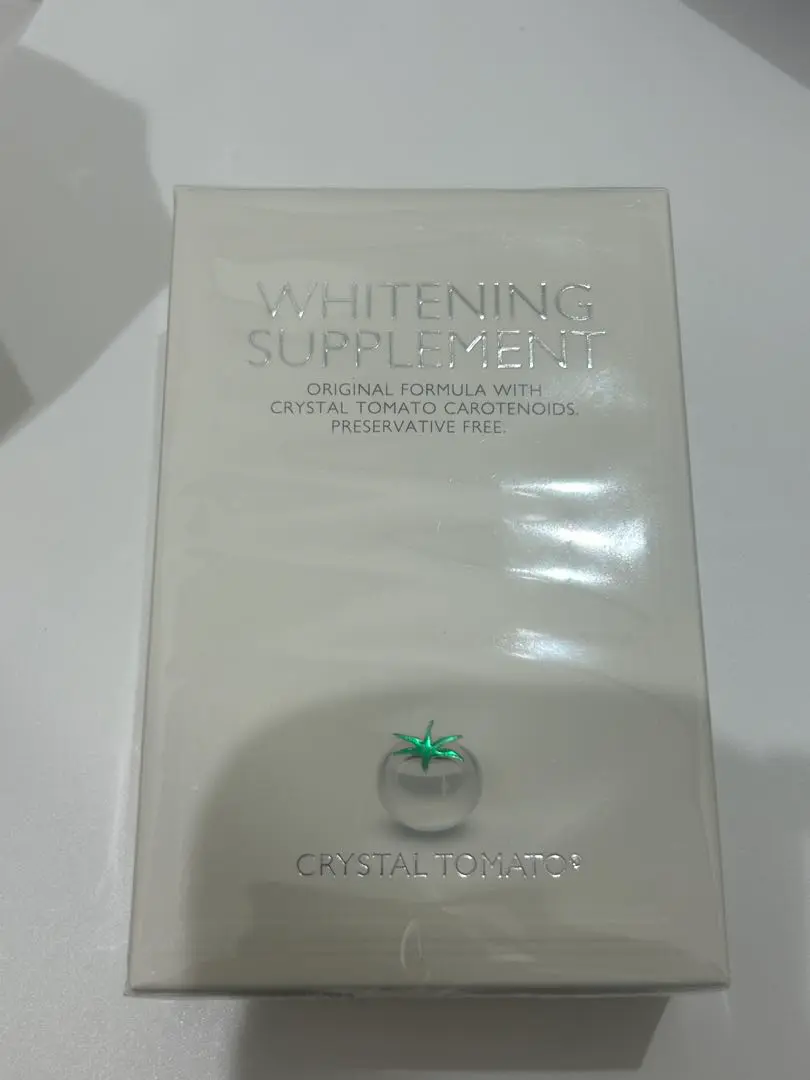 WHITENING
SUPPLEMENT
ORIGINAL FORMULA WITH
CRYSTAL TOMATO CAROTENOIDS.
PRESERVATIVE FREE.
CRYSTAL TOMATO®